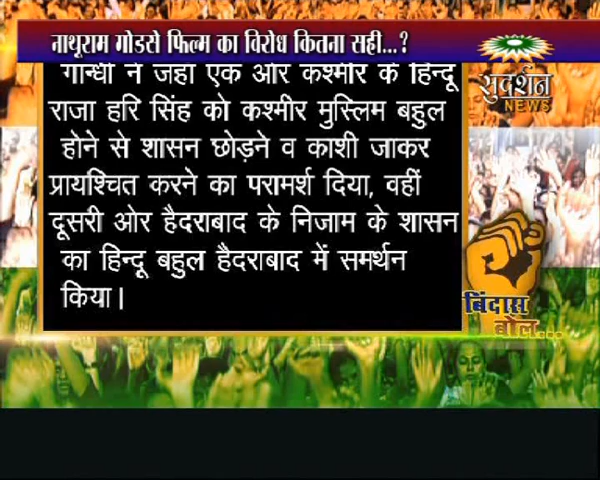 नाथूराम गोडसे फिल्म का विरोध कितना सही...?
सुदर्शन
NEWS
गान्धी ने जहाँ एक ओर कश्मीर के हिन्दू
राजा हरि सिंह को कश्मीर मुस्लिम बहुल
होने से शासन छोड़ने व काशी जाकर
प्रायश्चित करने का परामर्श दिया, वहीं
दूसरी ओर हैदराबाद के निजाम के शासन
का हिन्दू बहुल हैदराबाद में समर्थन
किया।
बिंदास
बोल...